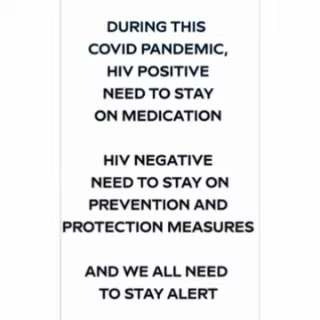 DURING THIS
COVID PANDEMIC,
HIV POSITIVE
NEED TO STAY
ON MEDICATION
HIV NEGATIVE
NEED TO STAY ON
PREVENTION AND
PROTECTION MEASURES
AND WE ALL NEED
TO STAY ALERT